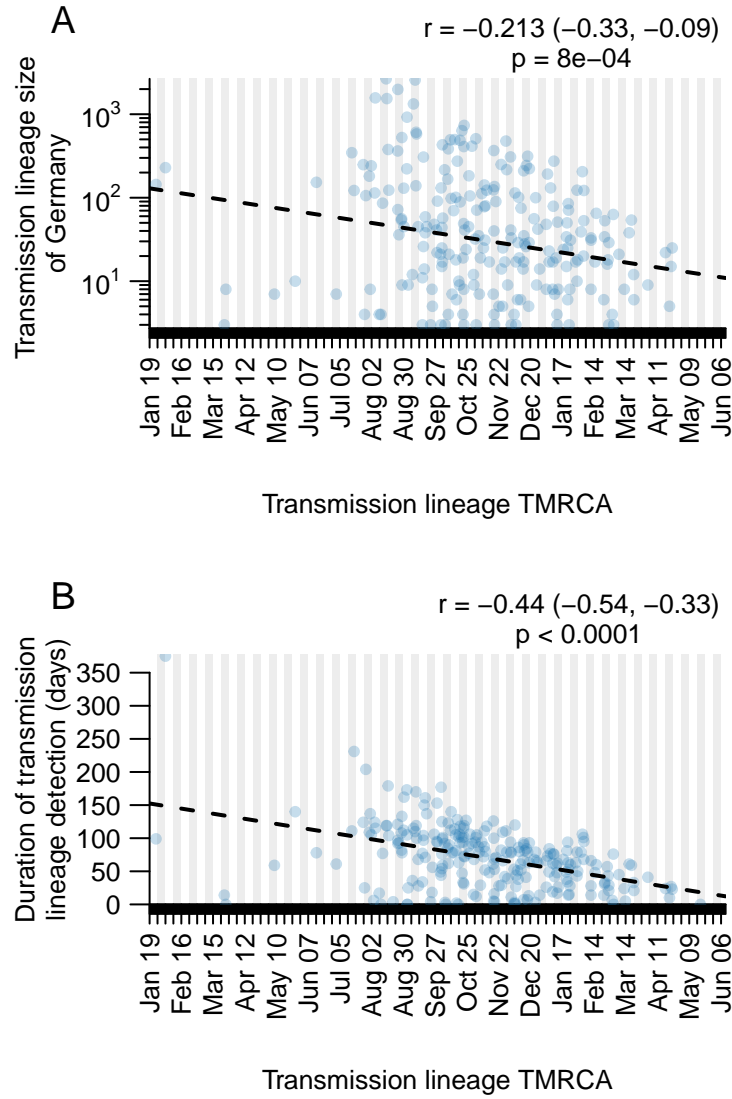 A
r = −0.213 (−0.33, −0.09)
p = 8e−04
Transmission lineage size
of Germany
10³
10²
10¹
Jan 19
Feb 16
Mar 15
Apr 12
May 10
Jun 07
Jul 05
Aug 02
Aug 30
Sep 27
Oct 25
Nov 22
Dec 20
Jan 17
Feb 14
Mar 14
Apr 11
May 09
Jun 06
Transmission lineage TMRCA
B
r = −0.44 (−0.54, −0.33)
p < 0.0001
Duration of transmission
lineage detection (days)
350
300
250
200
150
100
50
0
Jan 19
Feb 16
Mar 15
Apr 12
May 10
Jun 07
Jul 05
Aug 02
Aug 30
Sep 27
Oct 25
Nov 22
Dec 20
Jan 17
Feb 14
Mar 14
Apr 11
May 09
Jun 06
Transmission lineage TMRCA